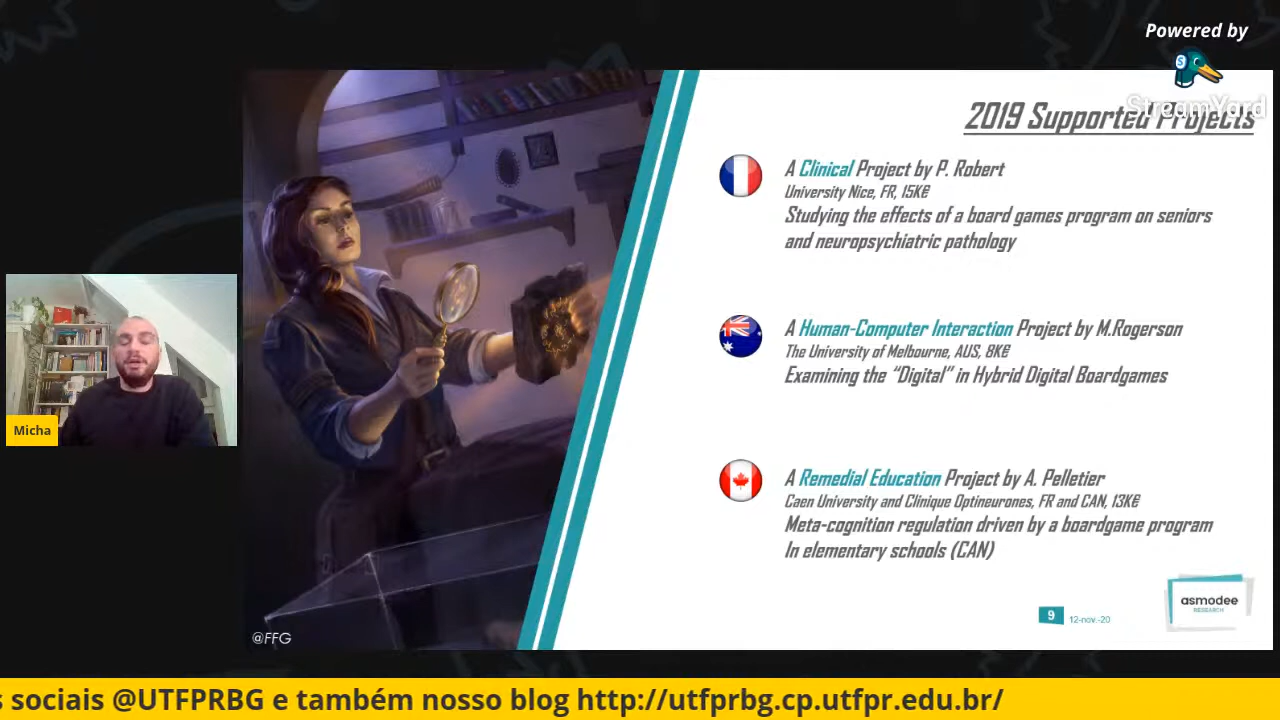 Powered by
StreamYard
2019 Supported Projects
A Clinical Project by P. Robert
University Nice, FR, 15K€
Studying the effects of a board games program on seniors
and neuropsychiatric pathology
A Human-Computer Interaction Project by M.Rogerson
The University of Melbourne, AUS, 8K€
Examining the “Digital” in Hybrid Digital Boardgames
A Remedial Education Project by A. Pelletier
Caen University and Clinique Optineurones, FR and CAN, 13K€
Meta-cognition regulation driven by a boardgame program
In elementary schools (CAN)
Micha
@FFG
9
12-nov.-20
asmodee
RESEARCH
s sociais @UTFPRBG e também nosso blog http://utfprbg.cp.utfpr.edu.br/